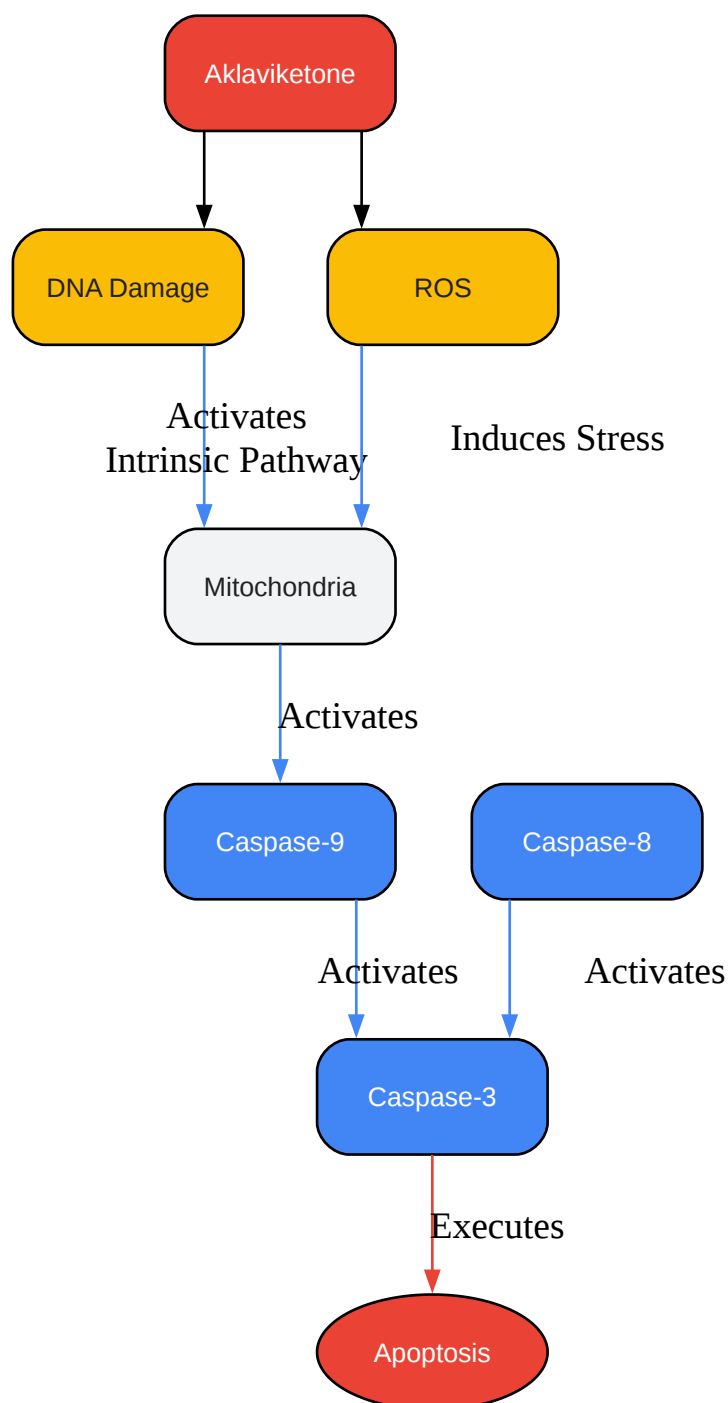 Aklaviketone
DNA Damage
ROS
Activates
Intrinsic Pathway
Induces Stress
Mitochondria
Activates
Caspase-9
Caspase-8
Activates
Activates
Caspase-3
Executes
Apoptosis